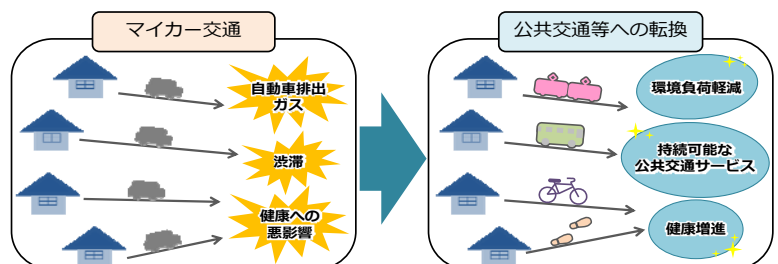 マイカー交通
自動車排出
ガス
渋滞
健康への
悪影響
公共交通等への転換
環境負荷軽減
持続可能な
公共交通サービス
健康増進